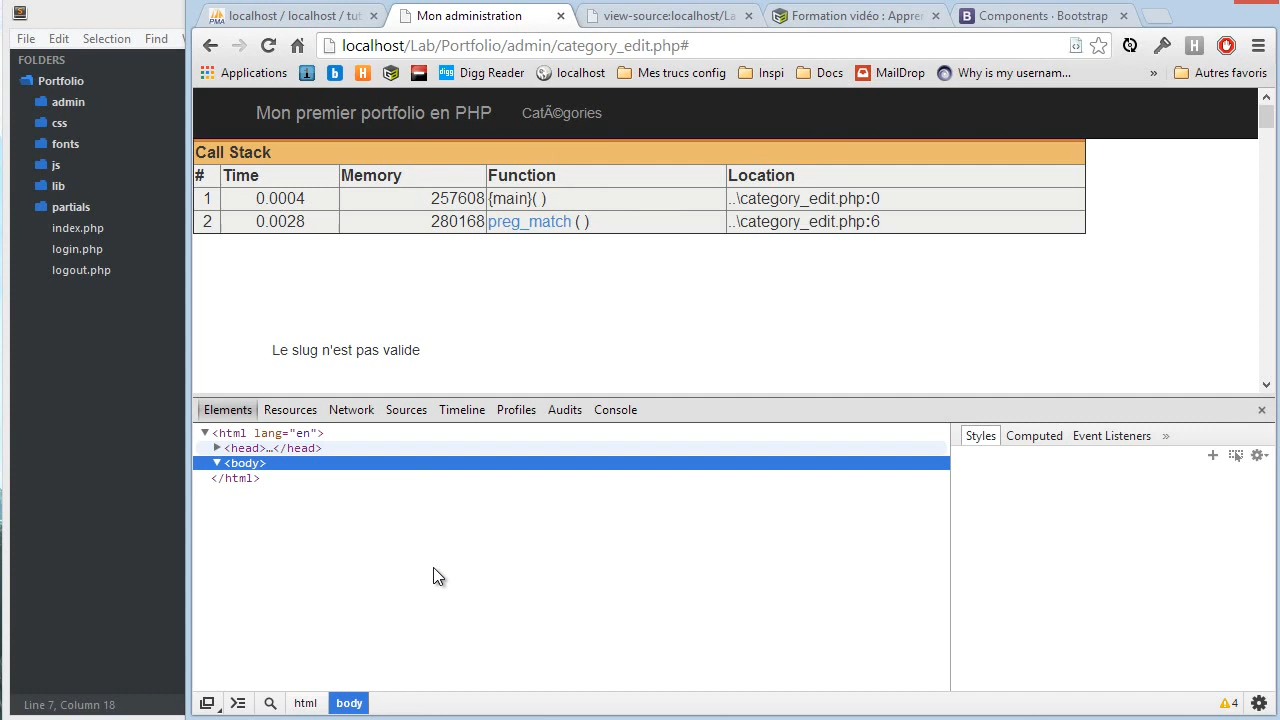 localhost / localhost / tut
Mon administration
view-source:localhost/La
Formation vidéo : Appre
Components · Bootstrap
File Edit Selection Find
localhost/Lab/Portfolio/admin/category_edit.php#
Applications
Digg Reader
localhost
Mes trucs config
Inspi
Docs
MailDrop
Why is my usernam...
»
Autres favoris
FOLDERS
Portfolio
admin
css
fonts
js
lib
partials
index.php
login.php
logout.php
Mon premier portfolio en PHP CatÃ©gories
Call Stack
# Time Memory Function Location
1 0.0004 257608 {main}( ) ..\category_edit.php:0
2 0.0028 280168 preg_match ( ) ..\category_edit.php:6
Le slug n'est pas valide
Elements Resources Network Sources Timeline Profiles Audits Console
<html lang="en">
<head>…</head>
<body>
</html>
Styles Computed Event Listeners »
html body
4
Line 7, Column 18